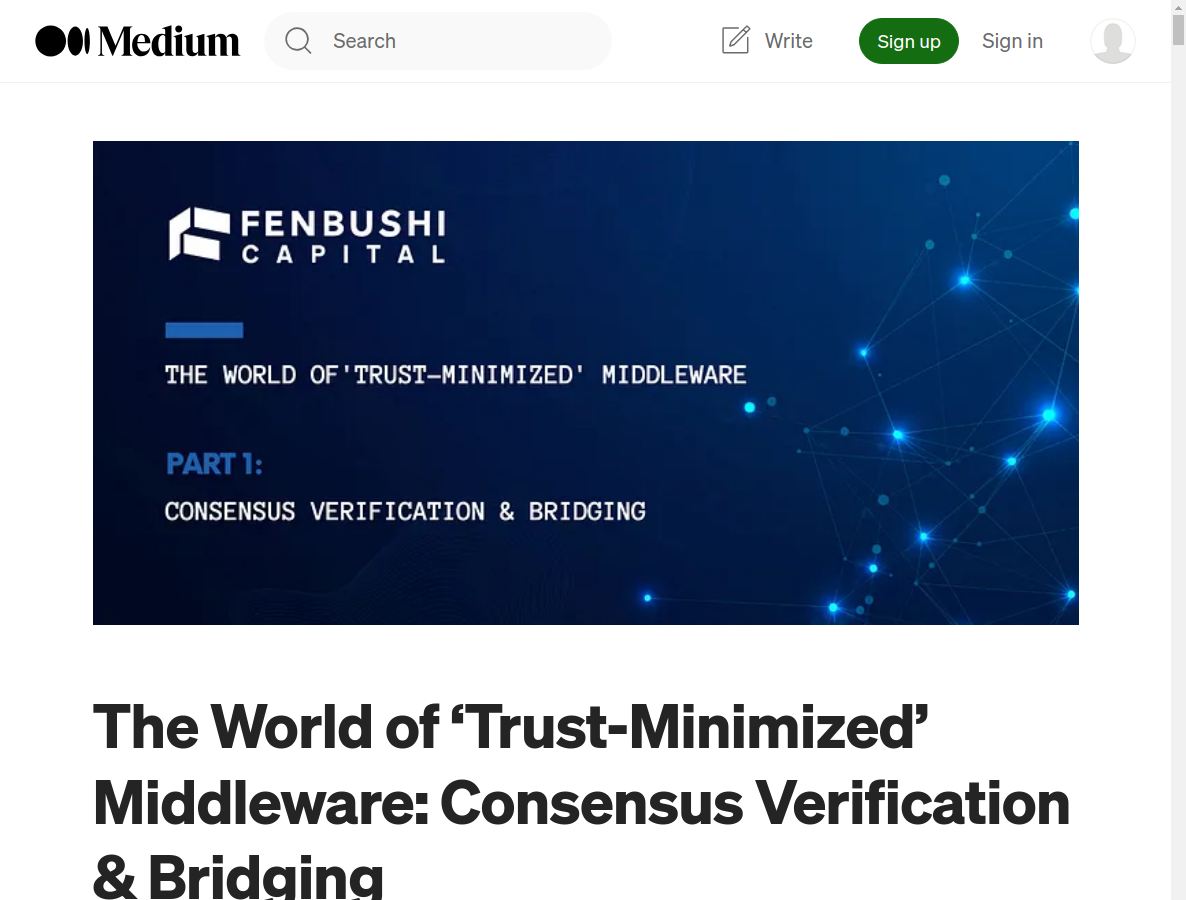 Medium
Search
Write
Sign up
Sign in
FENBUSHI
CAPITAL
THE WORLD OF'TRUST—MINIMIZED' MIDDLEWARE
PART 1:
CONSENSUS VERIFICATION & BRIDGING
The World of ‘Trust-Minimized’
Middleware: Consensus Verification
& Bridging